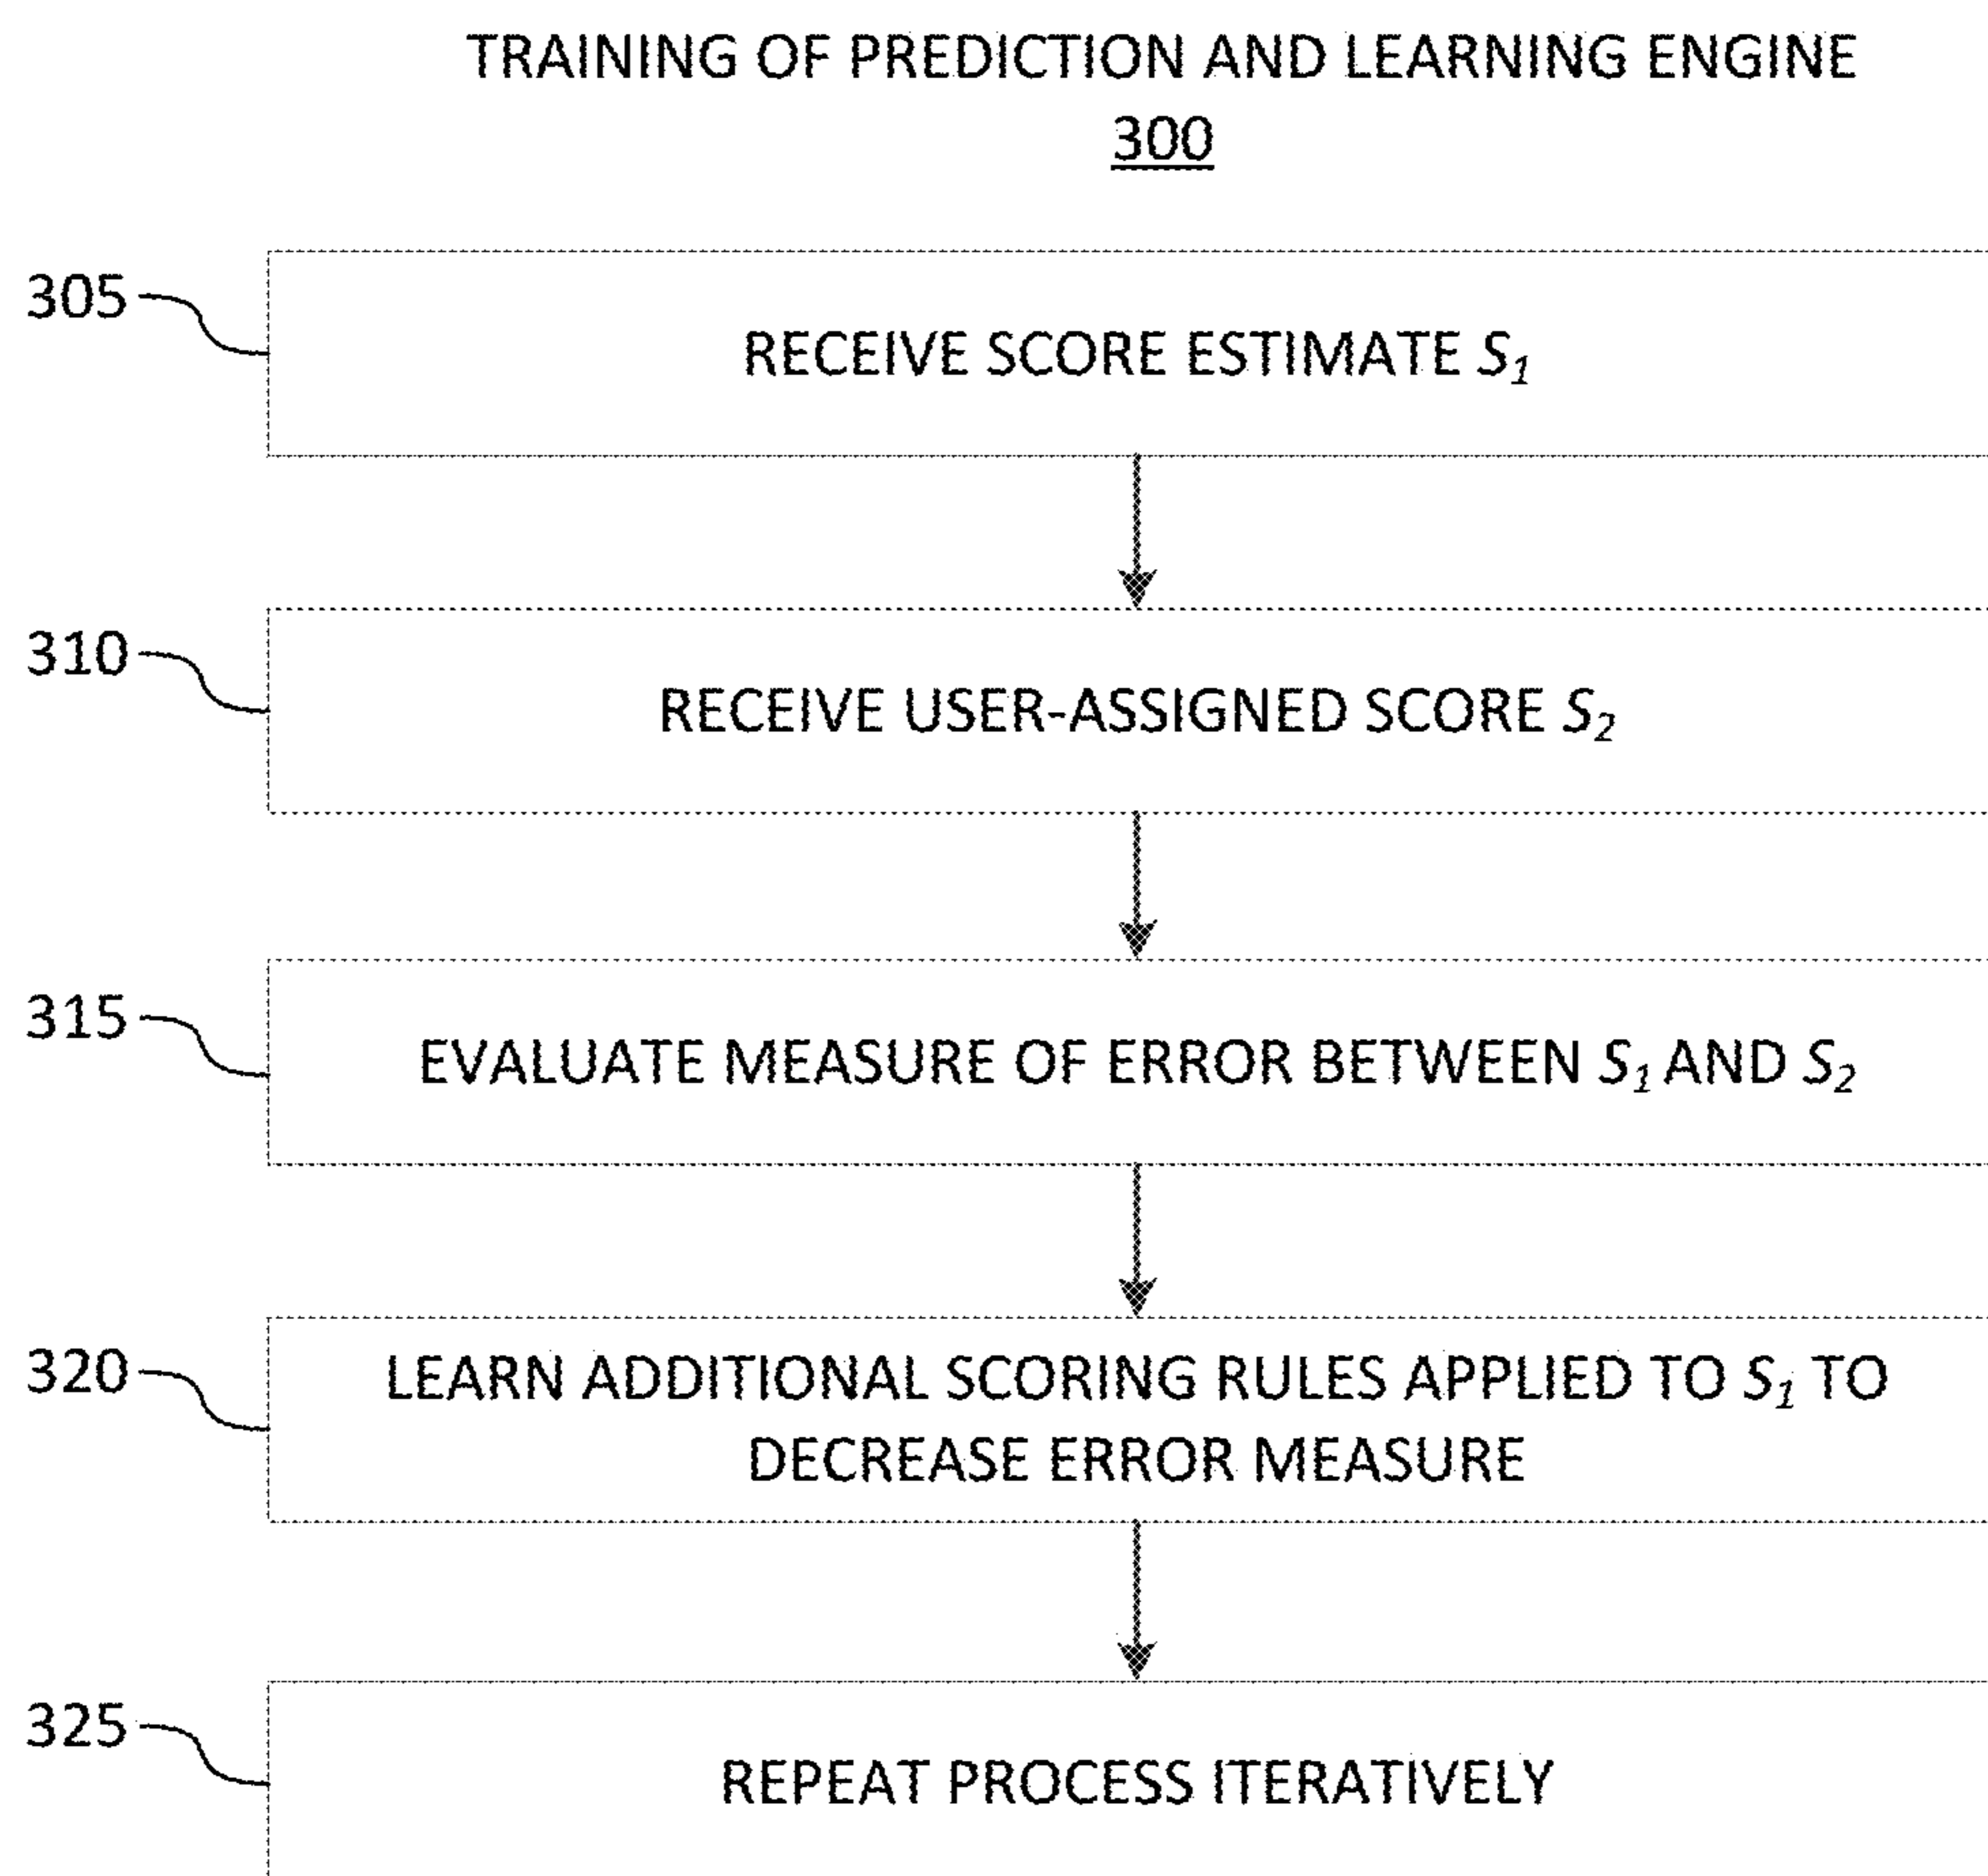 TRAINING OF PREDICTION AND LEARNING ENGINE
300
305
RECEIVE SCORE ESTIMATE S₁
310
RECEIVE USER-ASSIGNED SCORE S₂
315
EVALUATE MEASURE OF ERROR BETWEEN S₁ AND S₂
320
LEARN ADDITIONAL SCORING RULES APPLIED TO S₁ TO
DECREASE ERROR MEASURE
325
REPEAT PROCESS ITERATIVELY